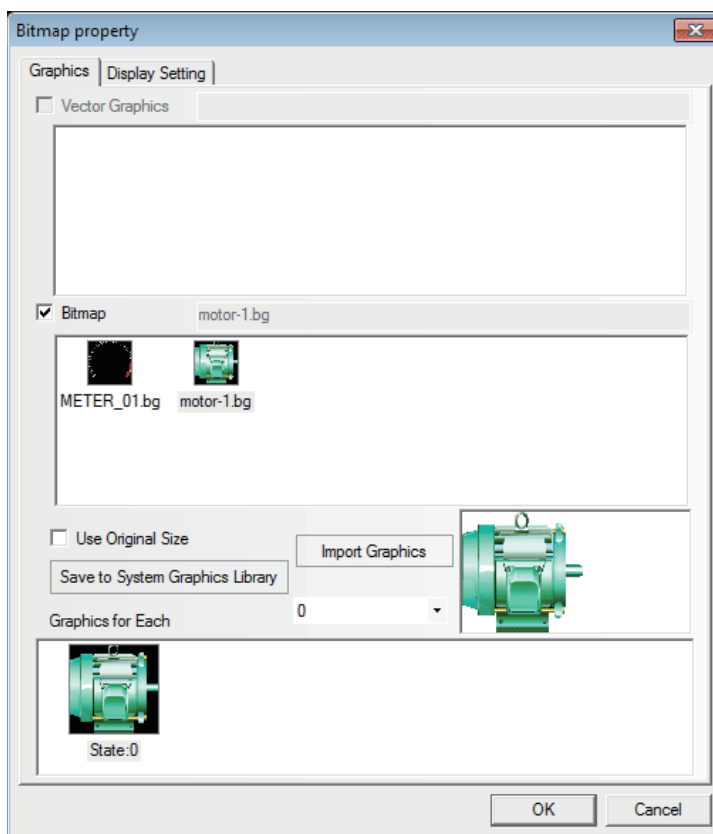 Bitmap property
Graphics Display Setting
Vector Graphics
Bitmap motor-1.bg
METER_01.bg motor-1.bg
Use Original Size
Import Graphics
Save to System Graphics Library
Graphics for Each 0
State:0
OK Cancel